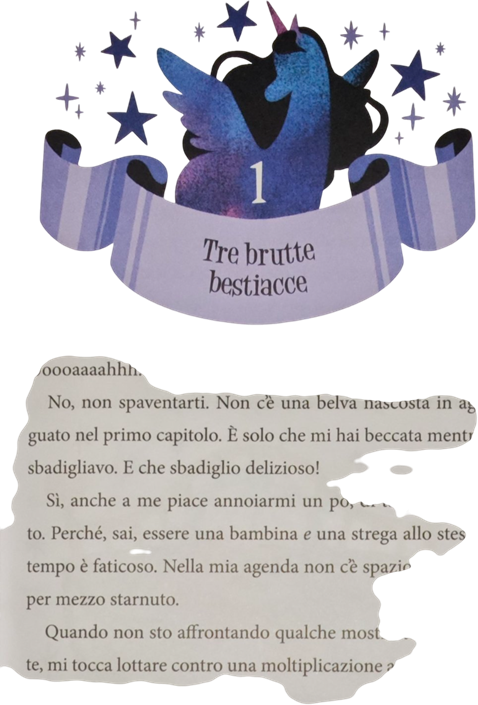 1
Tre brutte
bestiacce
oooaaaahhh.
No, non spaventarti. Non c'è una belva nascosta in ag
guato nel primo capitolo. È solo che mi hai beccata mentr
sbadigliavo. E che sbadiglio delizioso!
Sì, anche a me piace annoiarmi un po',
to. Perché, sai, essere una bambina e una strega allo stes
tempo è faticoso. Nella mia agenda non c'è spazio
per mezzo starnuto.
Quando non sto affrontando qualche most
te, mi tocca lottare contro una moltiplicazione a